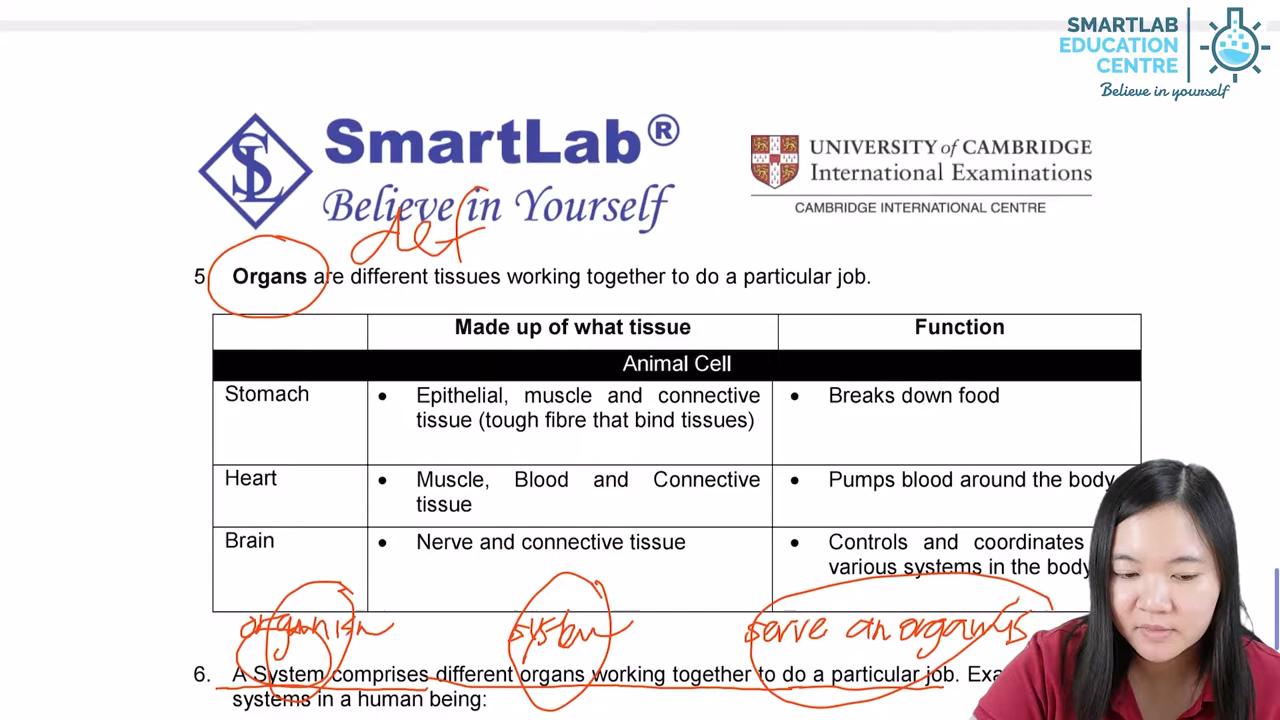 SMARTLAB
EDUCATION
CENTRE
Believe in yourself
SmartLab®
Believe in Yourself
UNIVERSITY of CAMBRIDGE
International Examinations
CAMBRIDGE INTERNATIONAL CENTRE
def
5 Organs are different tissues working together to do a particular job.
Made up of what tissue Function
Animal Cell
Stomach • Epithelial, muscle and connective • Breaks down food
tissue (tough fibre that bind tissues)
Heart • Muscle, Blood and Connective • Pumps blood around the body
tissue
Brain • Nerve and connective tissue • Controls and coordinates
various systems in the body
organism system serve an organism
6. A System comprises different organs working together to do a particular job.
systems in a human being: